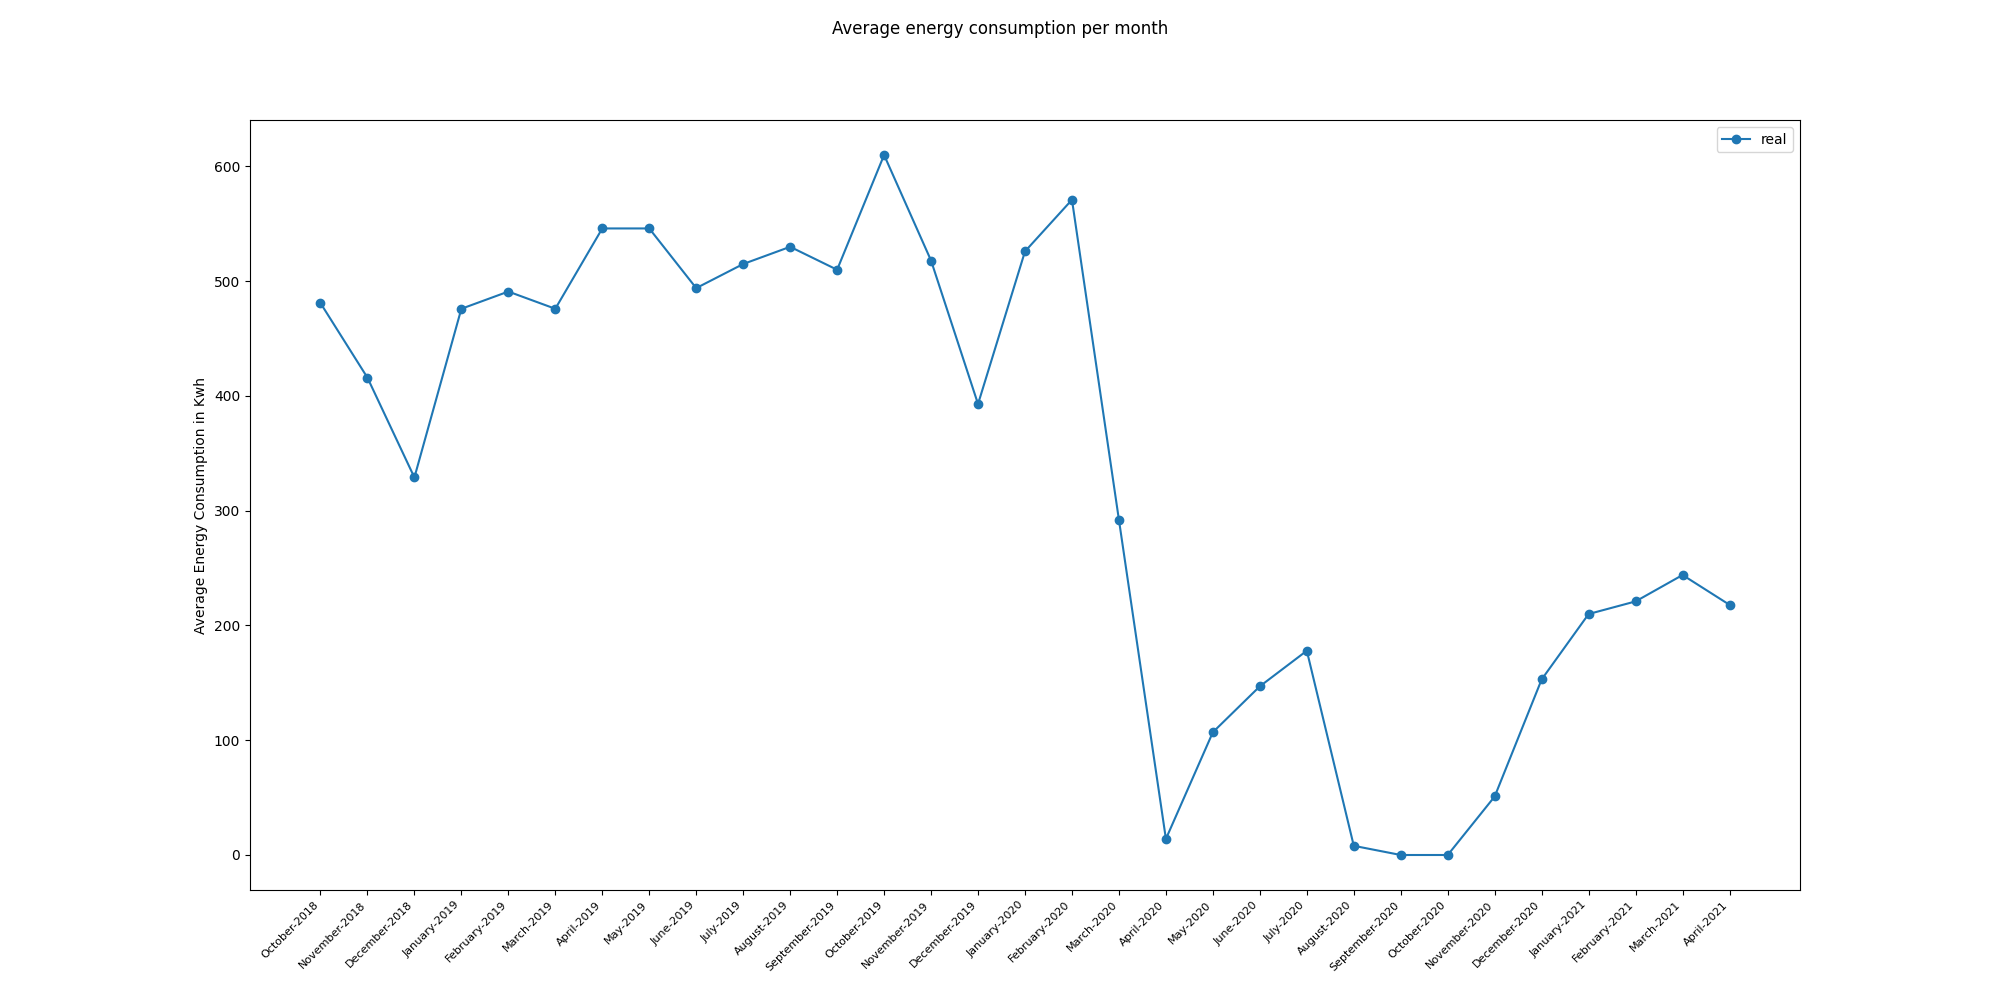 Average energy consumption per month
real
Average Energy Consumption in Kwh
600
500
400
300
200
100
0
October-2018
November-2018
December-2018
January-2019
February-2019
March-2019
April-2019
May-2019
June-2019
July-2019
August-2019
September-2019
October-2019
November-2019
December-2019
January-2020
February-2020
March-2020
April-2020
May-2020
June-2020
July-2020
August-2020
September-2020
October-2020
November-2020
December-2020
January-2021
February-2021
March-2021
April-2021